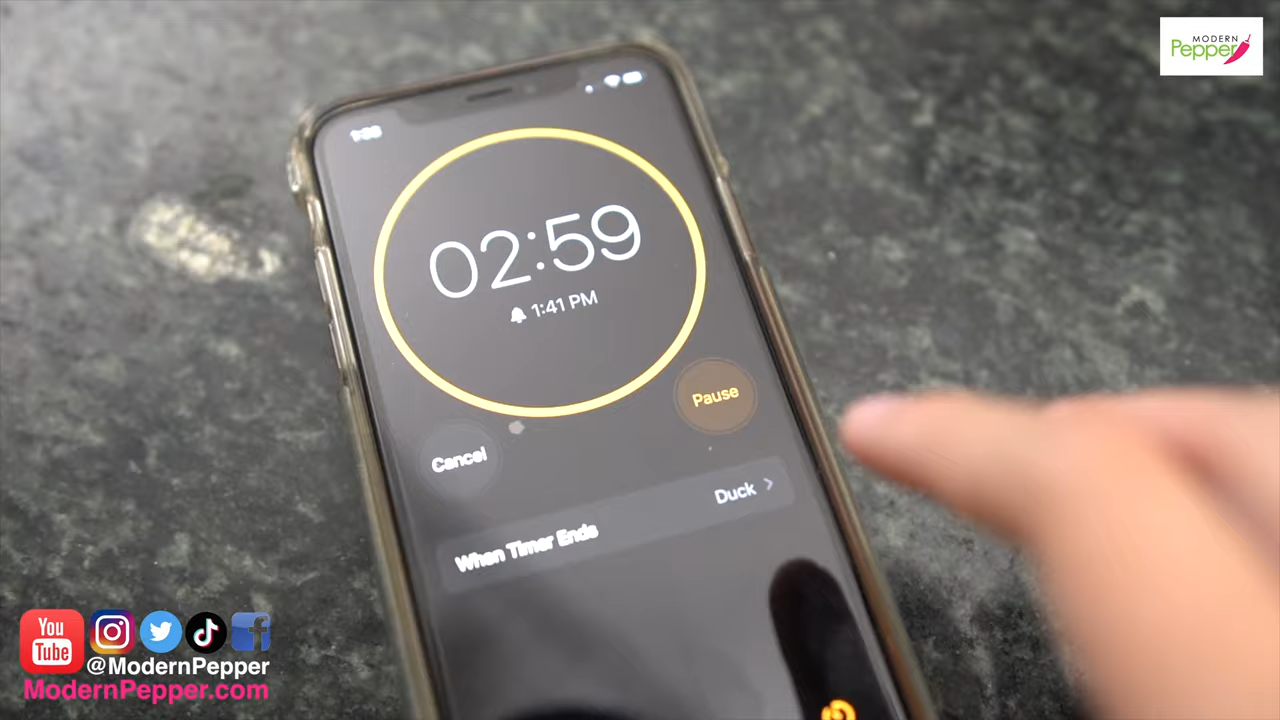 MODERN
Pepper
02:59
1:41 PM
Pause
Cancel
Duck
When Timer Ends
You
Tube
@ModernPepper
ModernPepper.com